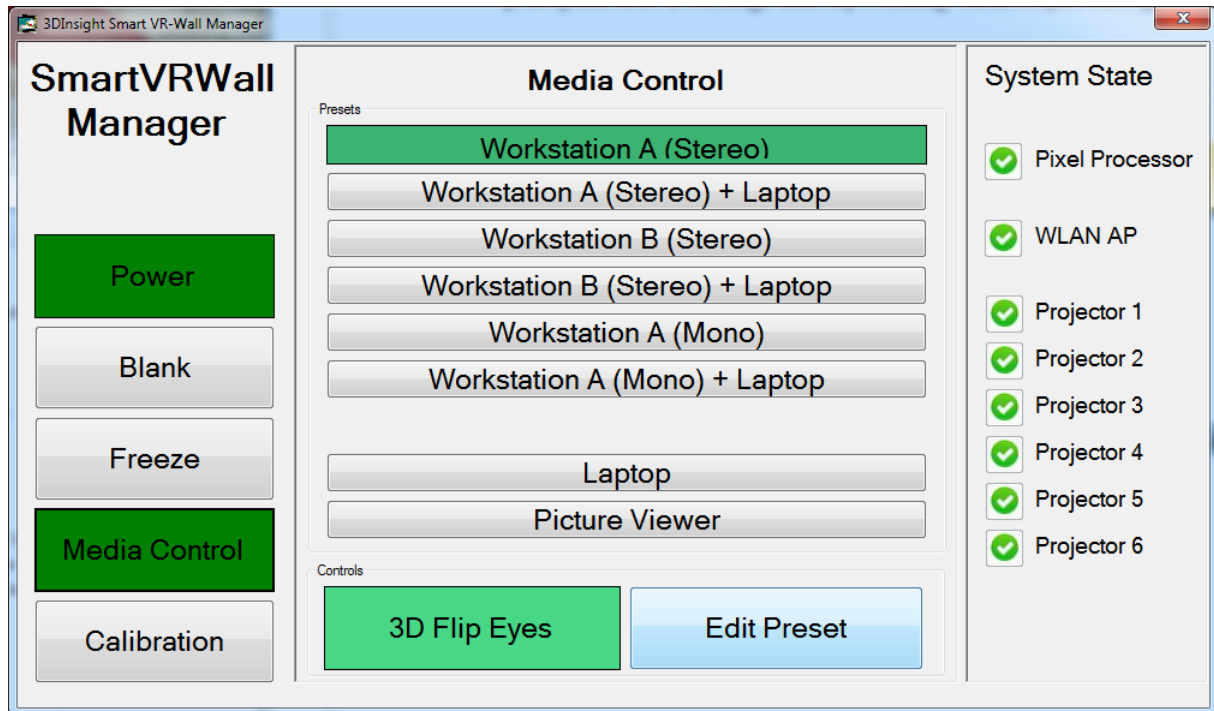 3DInsight Smart VR-Wall Manager
x
SmartVRWall
Manager
Power
Blank
Freeze
Media Control
Calibration
Media Control
Presets
Workstation A (Stereo)
Workstation A (Stereo) + Laptop
Workstation B (Stereo)
Workstation B (Stereo) + Laptop
Workstation A (Mono)
Workstation A (Mono) + Laptop
Laptop
Picture Viewer
Controls
3D Flip Eyes
Edit Preset
System State
Pixel Processor
WLAN AP
Projector 1
Projector 2
Projector 3
Projector 4
Projector 5
Projector 6